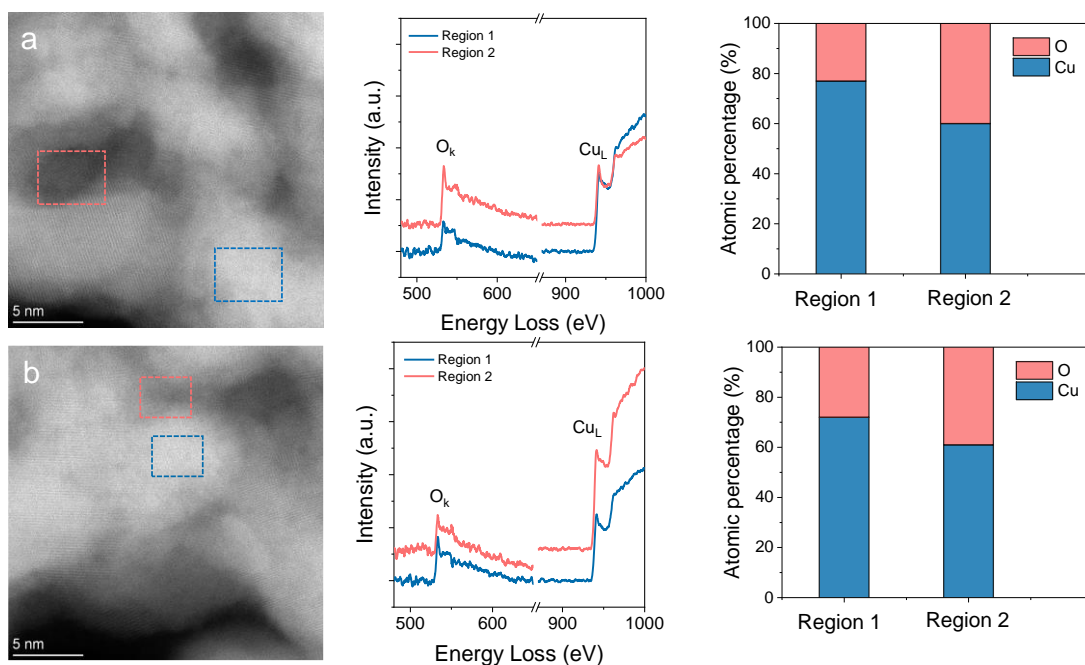 a
5 nm
Region 1
Region 2
O_k
Cu_L
Intensity (a.u.)
500
600
900
1000
Energy Loss (eV)
100
80
60
40
20
0
Atomic percentage (%)
O
Cu
Region 1
Region 2
b
5 nm
Region 1
Region 2
O_k
Cu_L
Intensity (a.u.)
500
600
900
1000
Energy Loss (eV)
100
80
60
40
20
0
Atomic percentage (%)
O
Cu
Region 1
Region 2